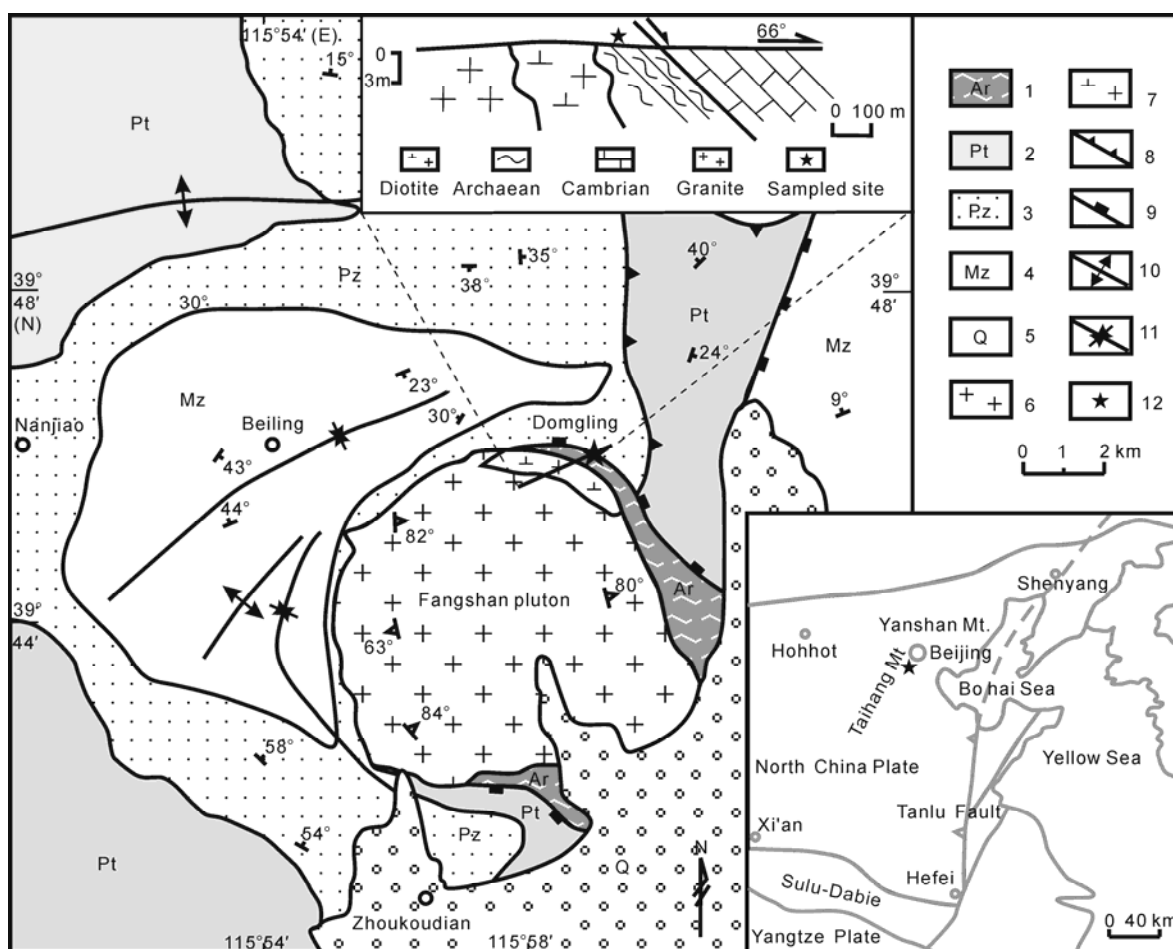 115°54′ (E).
15°
Pt
0
3m
66°
0 100 m
Diotite Archaean Cambrian Granite Sampled site
39°
48′
(N)
30°
Pz
38°
35°
40°
Pt
24°
39°
48′
Mz
9°
Mz
23°
30°
Nanjiao
Beiling
43°
44°
Domgling
82°
Fangshan pluton
80°
Ar
63°
84°
39°
44′
58°
54°
Pt
Ar
Pt
Pz
Q
N
Zhoukoudian
115°54′
115°58′
Ar 1
Pt 2
Pz 3
Mz 4
Q 5
6
7
8
9
10
11
12
0 1 2 km
Shenyang
Yanshan Mt.
Hohhot
Beijing
Taihang Mt
Bohai Sea
Yellow Sea
North China Plate
Tanlu Fault
Xi'an
Hefei
Sulu-Dabie
Yangtze Plate
0 40 km